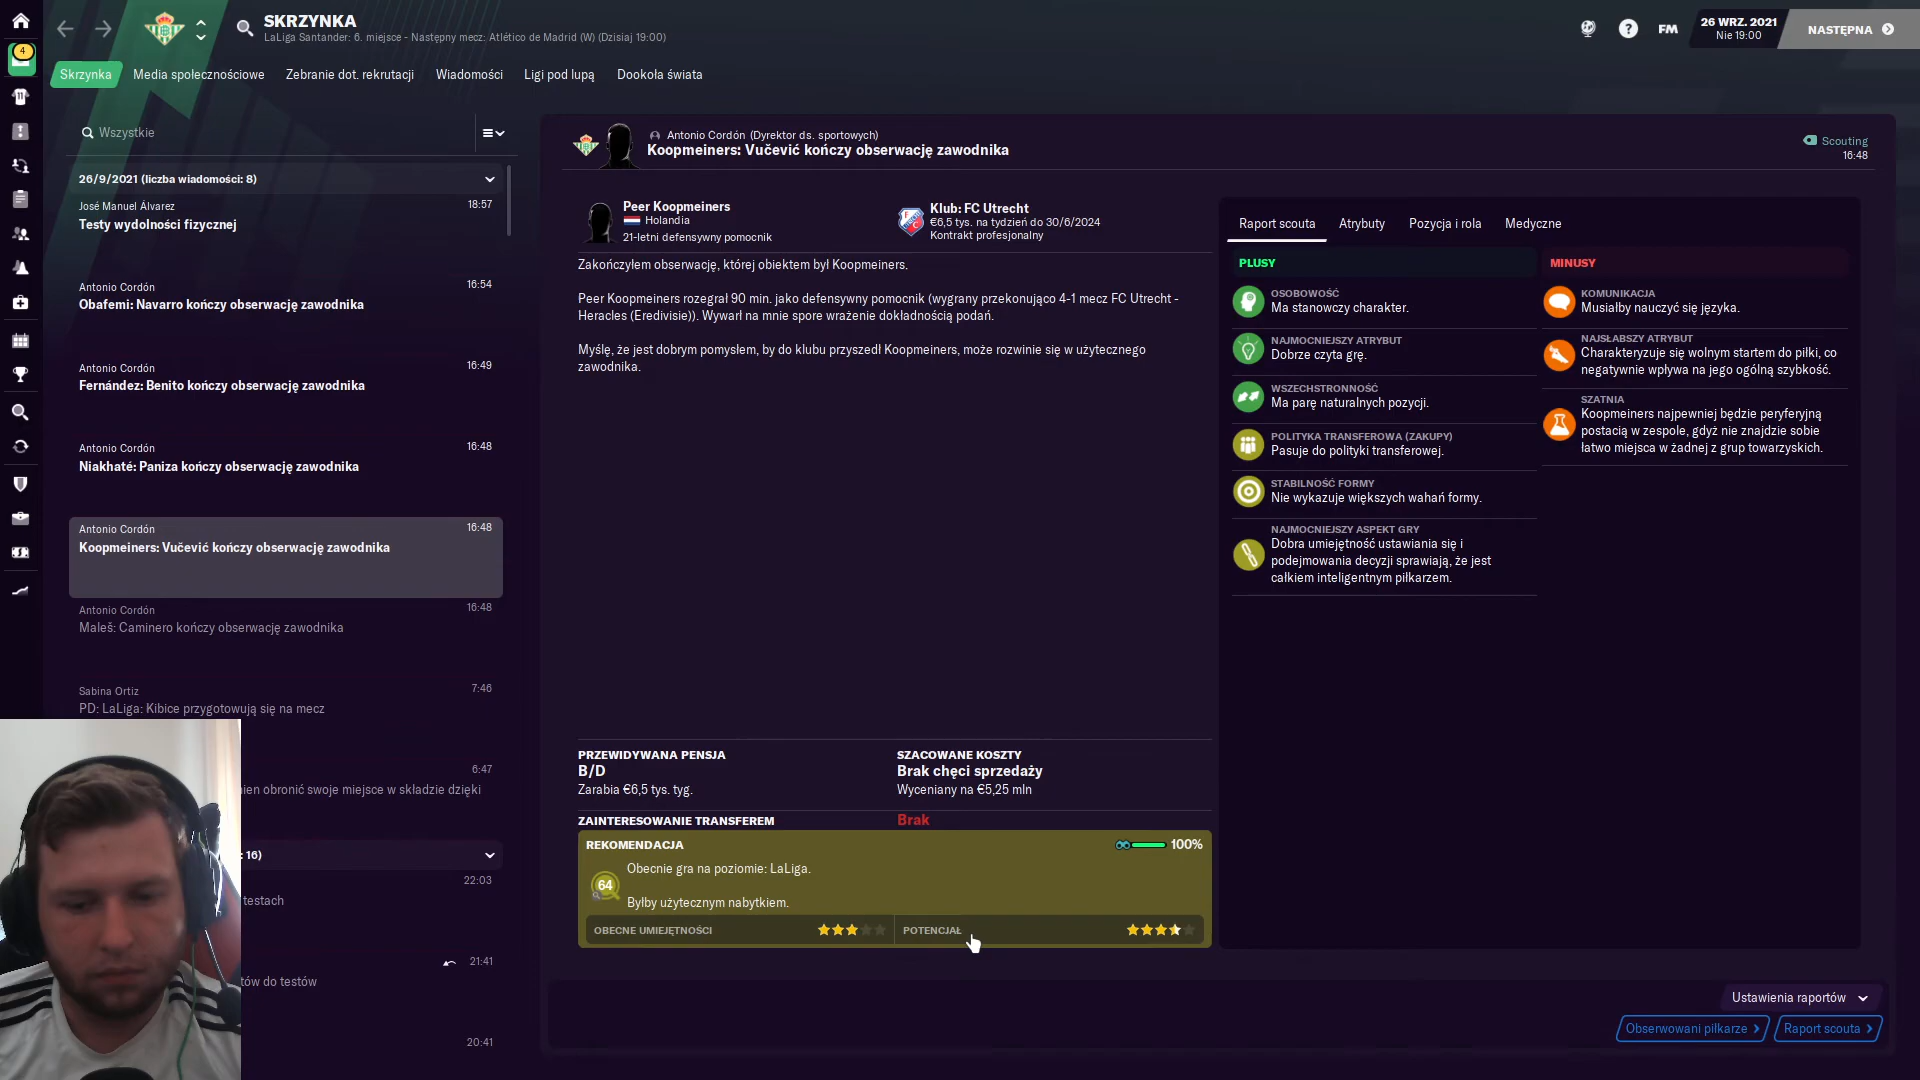 SKRZYNKA
LaLiga Santander: 6. miejsce - Następny mecz: Atlético de Madrid (W) (Dzisiaj 19:00)
FM
26 WRZ. 2021
Nie 19:00
NASTĘPNA
4
Skrzynka
Media społecznościowe
Zebranie dot. rekrutacji
Wiadomości
Ligi pod lupą
Dookoła świata
Wszystkie
26/9/2021 (liczba wiadomości: 8)
José Manuel Álvarez
18:57
Testy wydolności fizycznej
Antonio Cordón
16:54
Obafemi: Navarro kończy obserwację zawodnika
Antonio Cordón
16:49
Fernández: Benito kończy obserwację zawodnika
Antonio Cordón
16:48
Niakhaté: Paniza kończy obserwację zawodnika
Antonio Cordón
16:48
Koopmeiners: Vučević kończy obserwację zawodnika
Antonio Cordón
16:48
Maleš: Caminero kończy obserwację zawodnika
Sabina Ortiz
7:46
PD: LaLiga: Kibice przygotowują się na mecz
6:47
ien obronić swoje miejsce w składzie dzięki
: 16)
22:03
testach
21:41
tów do testów
20:41
Antonio Cordón (Dyrektor ds. sportowych)
Koopmeiners: Vučević kończy obserwację zawodnika
Scouting
16:48
Peer Koopmeiners
Holandia
21-letni defensywny pomocnik
Klub: FC Utrecht
€6,5 tys. na tydzień do 30/6/2024
Kontrakt profesjonalny
Zakończyłem obserwację, której obiektem był Koopmeiners.
Peer Koopmeiners rozegrał 90 min. jako defensywny pomocnik (wygrany przekonująco 4-1 mecz FC Utrecht -
Heracles (Eredivisie)). Wywarł na mnie spore wrażenie dokładnością podań.
Myślę, że jest dobrym pomysłem, by do klubu przyszedł Koopmeiners, może rozwinie się w użytecznego
zawodnika.
PRZEWIDYWANA PENSJA
B/D
Zarabia €6,5 tys. tyg.
SZACOWANE KOSZTY
Brak chęci sprzedaży
Wyceniany na €5,25 mln
ZAINTERESOWANIE TRANSFEREM
Brak
REKOMENDACJA
100%
64
Obecnie gra na poziomie: LaLiga.
Byłby użytecznym nabytkiem.
OBECNE UMIEJĘTNOŚCI
POTENCJAŁ
Raport scouta
Atrybuty
Pozycja i rola
Medyczne
PLUSY
OSOBOWOŚĆ
Ma stanowczy charakter.
NAJMOCNIEJSZY ATRYBUT
Dobrze czyta grę.
WSZECHSTRONNOŚĆ
Ma parę naturalnych pozycji.
POLITYKA TRANSFEROWA (ZAKUPY)
Pasuje do polityki transferowej.
STABILNOŚĆ FORMY
Nie wykazuje większych wahań formy.
NAJMOCNIEJSZY ASPEKT GRY
Dobra umiejętność ustawiania się i
podejmowania decyzji sprawiają, że jest
całkiem inteligentnym piłkarzem.
MINUSY
KOMUNIKACJA
Musiałby nauczyć się języka.
NAJSŁABSZY ATRYBUT
Charakteryzuje się wolnym startem do piłki, co
negatywnie wpływa na jego ogólną szybkość.
SZATNIA
Koopmeiners najpewniej będzie peryferyjną
postacią w zespole, gdyż nie znajdzie sobie
łatwo miejsca w żadnej z grup towarzyskich.
Ustawienia raportów
Obserwowani piłkarze
Raport scouta